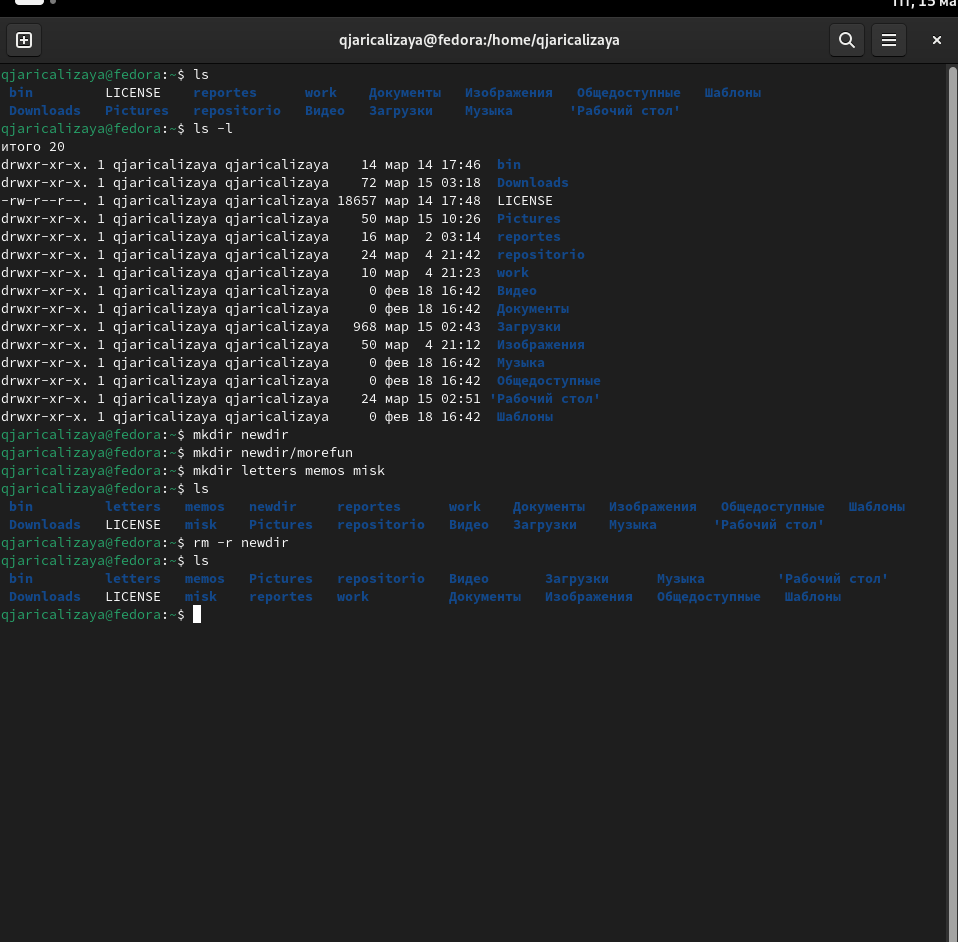 qjaricalizaya@fedora:/home/qjaricalizaya
qjaricalizaya@fedora:~$ ls
bin LICENSE reportes work Документы Изображения Общедоступные Шаблоны
Downloads Pictures repositorio Видео Загрузки Музыка 'Рабочий стол'
qjaricalizaya@fedora:~$ ls -l
итого 20
drwxr-xr-x. 1 qjaricalizaya qjaricalizaya 14 мар 14 17:46 bin
drwxr-xr-x. 1 qjaricalizaya qjaricalizaya 72 мар 15 03:18 Downloads
-rw-r--r--. 1 qjaricalizaya qjaricalizaya 18657 мар 14 17:48 LICENSE
drwxr-xr-x. 1 qjaricalizaya qjaricalizaya 50 мар 15 10:26 Pictures
drwxr-xr-x. 1 qjaricalizaya qjaricalizaya 16 мар 2 03:14 reportes
drwxr-xr-x. 1 qjaricalizaya qjaricalizaya 24 мар 4 21:42 repositorio
drwxr-xr-x. 1 qjaricalizaya qjaricalizaya 10 мар 4 21:23 work
drwxr-xr-x. 1 qjaricalizaya qjaricalizaya 0 фев 18 16:42 Видео
drwxr-xr-x. 1 qjaricalizaya qjaricalizaya 0 фев 18 16:42 Документы
drwxr-xr-x. 1 qjaricalizaya qjaricalizaya 968 мар 15 02:43 Загрузки
drwxr-xr-x. 1 qjaricalizaya qjaricalizaya 50 мар 4 21:12 Изображения
drwxr-xr-x. 1 qjaricalizaya qjaricalizaya 0 фев 18 16:42 Музыка
drwxr-xr-x. 1 qjaricalizaya qjaricalizaya 0 фев 18 16:42 Общедоступные
drwxr-xr-x. 1 qjaricalizaya qjaricalizaya 24 мар 15 02:51 'Рабочий стол'
drwxr-xr-x. 1 qjaricalizaya qjaricalizaya 0 фев 18 16:42 Шаблоны
qjaricalizaya@fedora:~$ mkdir newdir
qjaricalizaya@fedora:~$ mkdir newdir/morefun
qjaricalizaya@fedora:~$ mkdir letters memos misk
qjaricalizaya@fedora:~$ ls
bin letters memos newdir reportes work Документы Изображения Общедоступные Шаблоны
Downloads LICENSE misk Pictures repositorio Видео Загрузки Музыка 'Рабочий стол'
qjaricalizaya@fedora:~$ rm -r newdir
qjaricalizaya@fedora:~$ ls
bin letters memos Pictures repositorio Видео Загрузки Музыка 'Рабочий стол'
Downloads LICENSE misk reportes work Документы Изображения Общедоступные Шаблоны
qjaricalizaya@fedora:~$